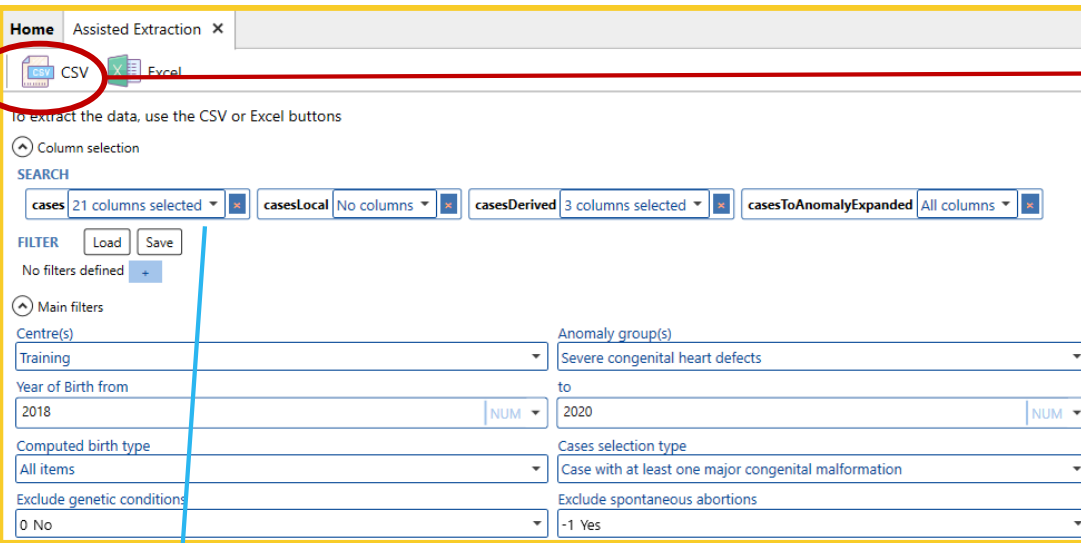 Home Assisted Extraction ×
CSV CSV Excel
To extract the data, use the CSV or Excel buttons
Column selection
SEARCH
cases 21 columns selected × casesLocal No columns × casesDerived 3 columns selected × casesToAnomalyExpanded All columns ×
FILTER Load Save
No filters defined +
Main filters
Centre(s) Anomaly group(s)
Training Severe congenital heart defects
Year of Birth from to
2018 NUM 2020 NUM
Computed birth type Cases selection type
All items Case with at least one major congenital malformation
Exclude genetic conditions Exclude spontaneous abortions
0 No -1 Yes